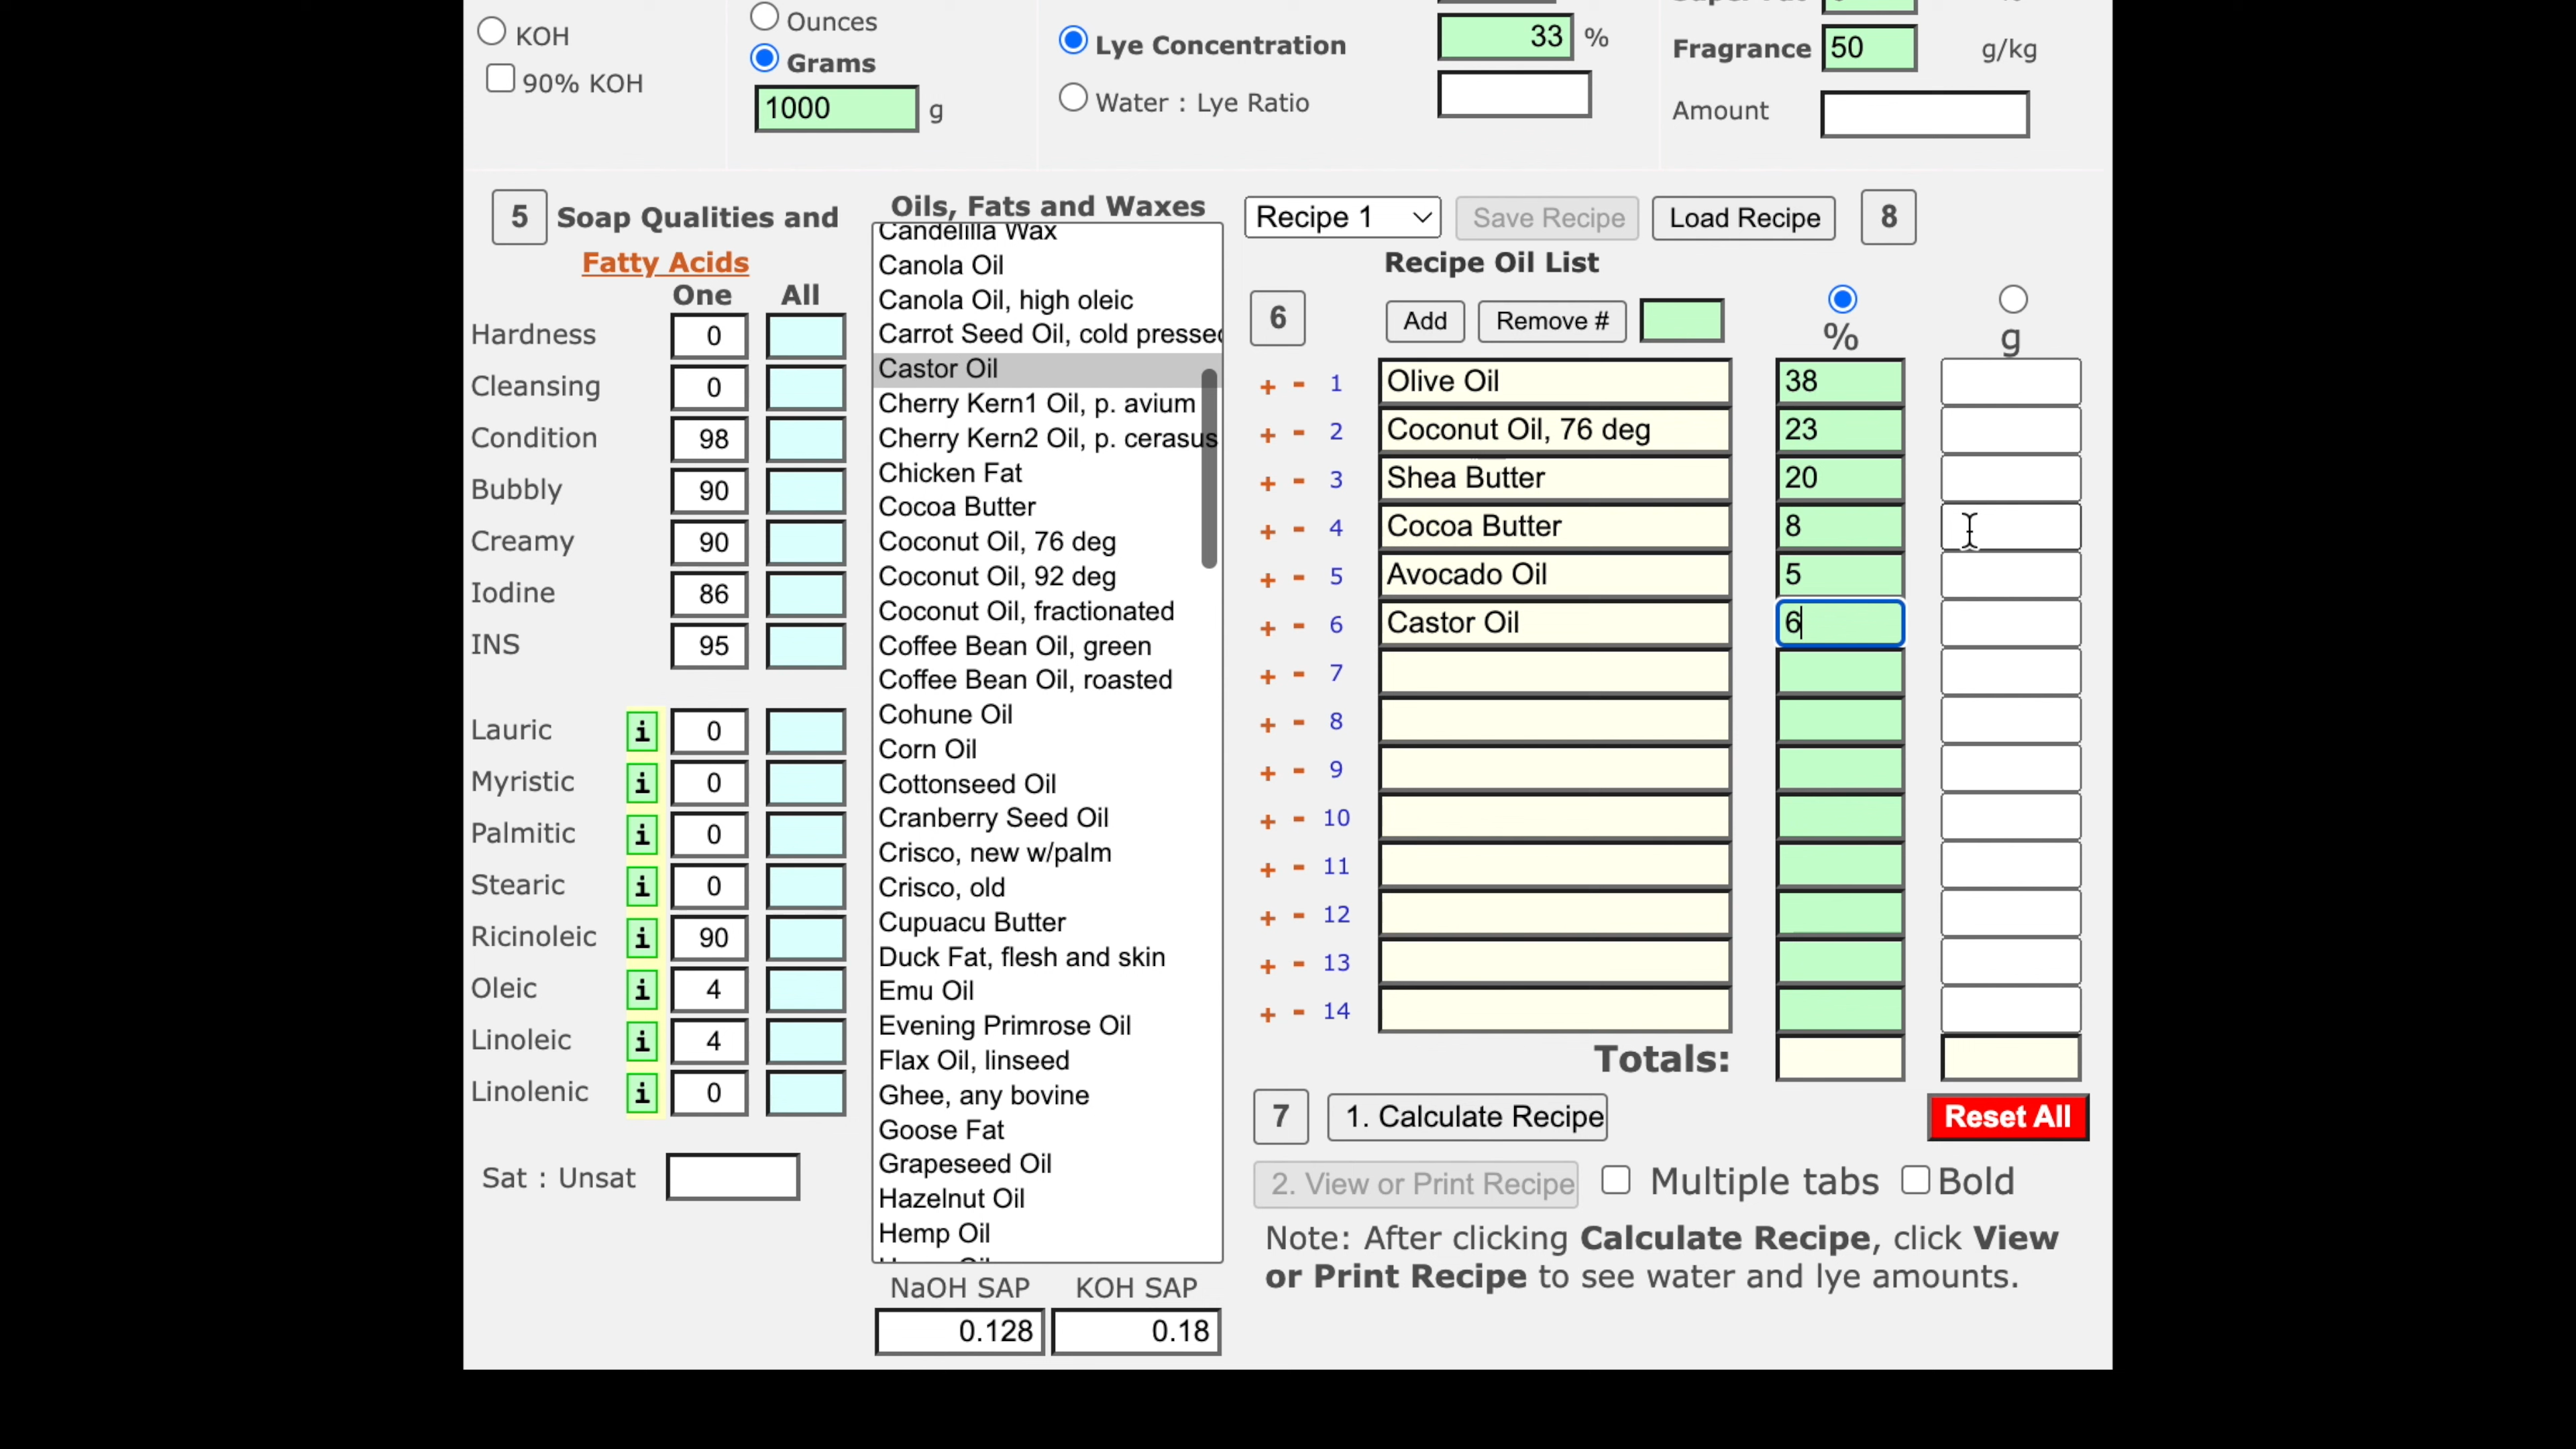 KOH
90% KOH
Ounces
Grams
1000 g
Lye Concentration 33 %
Water : Lye Ratio
Fragrance 50 g/kg
Amount
5 Soap Qualities and
Fatty Acids
One All
Hardness 0
Cleansing 0
Condition 98
Bubbly 90
Creamy 90
Iodine 86
INS 95
Lauric i 0
Myristic i 0
Palmitic i 0
Stearic i 0
Ricinoleic i 90
Oleic i 4
Linoleic i 4
Linolenic i 0
Sat : Unsat
Oils, Fats and Waxes
Candelilla Wax
Canola Oil
Canola Oil, high oleic
Carrot Seed Oil, cold pressed
Castor Oil
Cherry Kern1 Oil, p. avium
Cherry Kern2 Oil, p. cerasus
Chicken Fat
Cocoa Butter
Coconut Oil, 76 deg
Coconut Oil, 92 deg
Coconut Oil, fractionated
Coffee Bean Oil, green
Coffee Bean Oil, roasted
Cohune Oil
Corn Oil
Cottonseed Oil
Cranberry Seed Oil
Crisco, new w/palm
Crisco, old
Cupuacu Butter
Duck Fat, flesh and skin
Emu Oil
Evening Primrose Oil
Flax Oil, linseed
Ghee, any bovine
Goose Fat
Grapeseed Oil
Hazelnut Oil
Hemp Oil
NaOH SAP KOH SAP
0.128 0.18
Recipe 1 Save Recipe Load Recipe 8
Recipe Oil List
6 Add Remove # % g
+ - 1 Olive Oil 38
+ - 2 Coconut Oil, 76 deg 23
+ - 3 Shea Butter 20
+ - 4 Cocoa Butter 8
+ - 5 Avocado Oil 5
+ - 6 Castor Oil 6
+ - 7
+ - 8
+ - 9
+ - 10
+ - 11
+ - 12
+ - 13
+ - 14
Totals:
7 1. Calculate Recipe Reset All
2. View or Print Recipe Multiple tabs Bold
Note: After clicking Calculate Recipe, click View
or Print Recipe to see water and lye amounts.